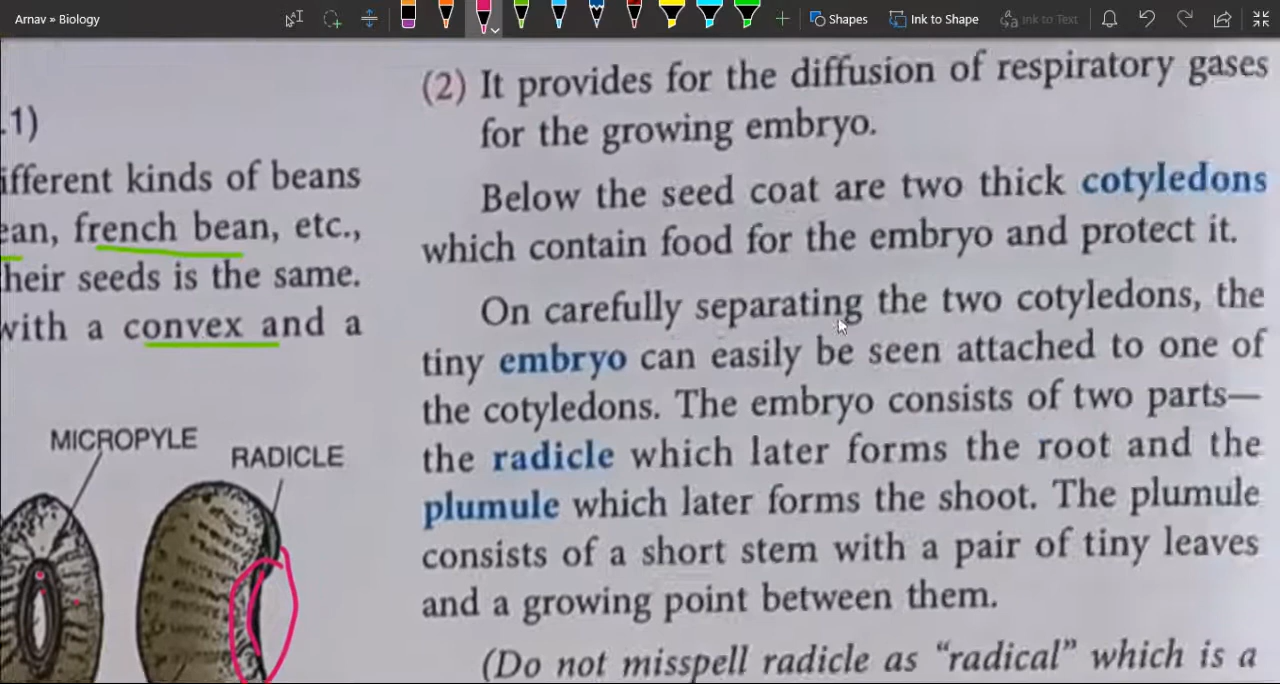 Arnav » Biology
Shapes
Ink to Shape
Ink to Text
.1)
ifferent kinds of beans
ean, french bean, etc.,
heir seeds is the same.
with a convex and a
MICROPYLE
RADICLE
(2) It provides for the diffusion of respiratory gases
for the growing embryo.
Below the seed coat are two thick cotyledons
which contain food for the embryo and protect it.
On carefully separating the two cotyledons, the
tiny embryo can easily be seen attached to one of
the cotyledons. The embryo consists of two parts—
the radicle which later forms the root and the
plumule which later forms the shoot. The plumule
consists of a short stem with a pair of tiny leaves
and a growing point between them.
(Do not misspell radicle as “radical” which is a